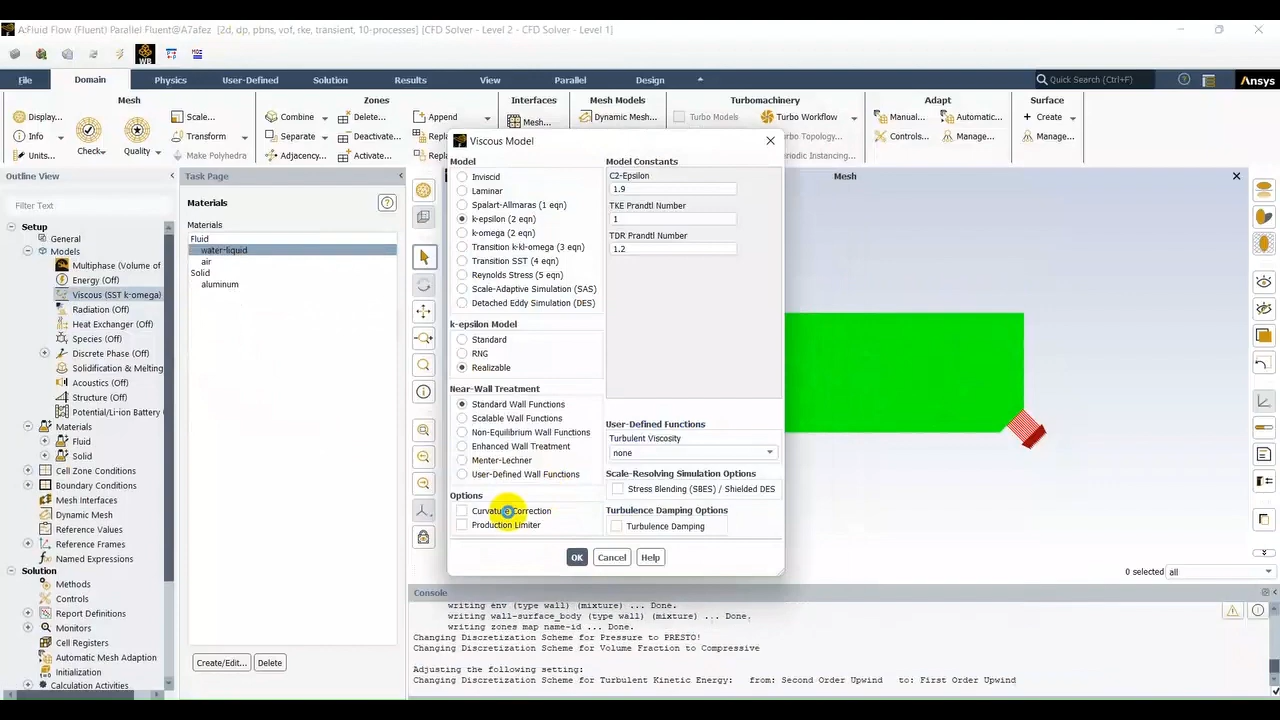 A:Fluid Flow (Fluent) Parallel Fluent@A7afez [2d, dp, pbns, vof, rke, transient, 10-processes] [CFD Solver - Level 2 - CFD Solver - Level 1]
WB
File Domain Physics User-Defined Solution Results View Parallel Design Quick Search (Ctrl+F) Ansys
Mesh Zones Interfaces Mesh Models Turbomachinery Adapt Surface
Display... Scale... Combine Delete... Append Mesh... Dynamic Mesh... Turbo Models Turbo Workflow Manual... Automatic... Create
Info Check Quality Transform Separate Deactivate... Controls... Manage... Manage...
Units... Make Polyhedra Adjacency... Activate...
Outline View
Filter Text
Setup
General
Models
Multiphase (Volume of
Energy (Off)
Viscous (SST k-omega)
Radiation (Off)
Heat Exchanger (Off)
Species (Off)
Discrete Phase (Off)
Solidification & Melting
Acoustics (Off)
Structure (Off)
Potential/Li-ion Battery
Materials
Fluid
Solid
Cell Zone Conditions
Boundary Conditions
Mesh Interfaces
Dynamic Mesh
Reference Values
Reference Frames
Named Expressions
Solution
Methods
Controls
Report Definitions
Monitors
Cell Registers
Automatic Mesh Adaption
Initialization
Calculation Activities
Task Page
Materials
Materials
Fluid
water-liquid
air
Solid
aluminum
Create/Edit... Delete
Viscous Model
Model
Inviscid
Laminar
Spalart-Allmaras (1 eqn)
k-epsilon (2 eqn)
k-omega (2 eqn)
Transition k-kl-omega (3 eqn)
Transition SST (4 eqn)
Reynolds Stress (5 eqn)
Scale-Adaptive Simulation (SAS)
Detached Eddy Simulation (DES)
k-epsilon Model
Standard
RNG
Realizable
Near-Wall Treatment
Standard Wall Functions
Scalable Wall Functions
Non-Equilibrium Wall Functions
Enhanced Wall Treatment
Menter-Lechner
User-Defined Wall Functions
Options
Curvature Correction
Production Limiter
Model Constants
C2-Epsilon
1.9
TKE Prandtl Number
1
TDR Prandtl Number
1.2
User-Defined Functions
Turbulent Viscosity
none
Scale-Resolving Simulation Options
Stress Blending (SBES) / Shielded DES
Turbulence Damping Options
Turbulence Damping
OK Cancel Help
Mesh
0 selected all
Console
writing env (type wall) (mixture) ... Done.
writing wall-surface_body (type wall) (mixture) ... Done.
writing zones map name-id ... Done.
Changing Discretization Scheme for Pressure to PRESTO!
Changing Discretization Scheme for Volume Fraction to Compressive
Adjusting the following setting:
Changing Discretization Scheme for Turbulent Kinetic Energy: from: Second Order Upwind to: First Order Upwind